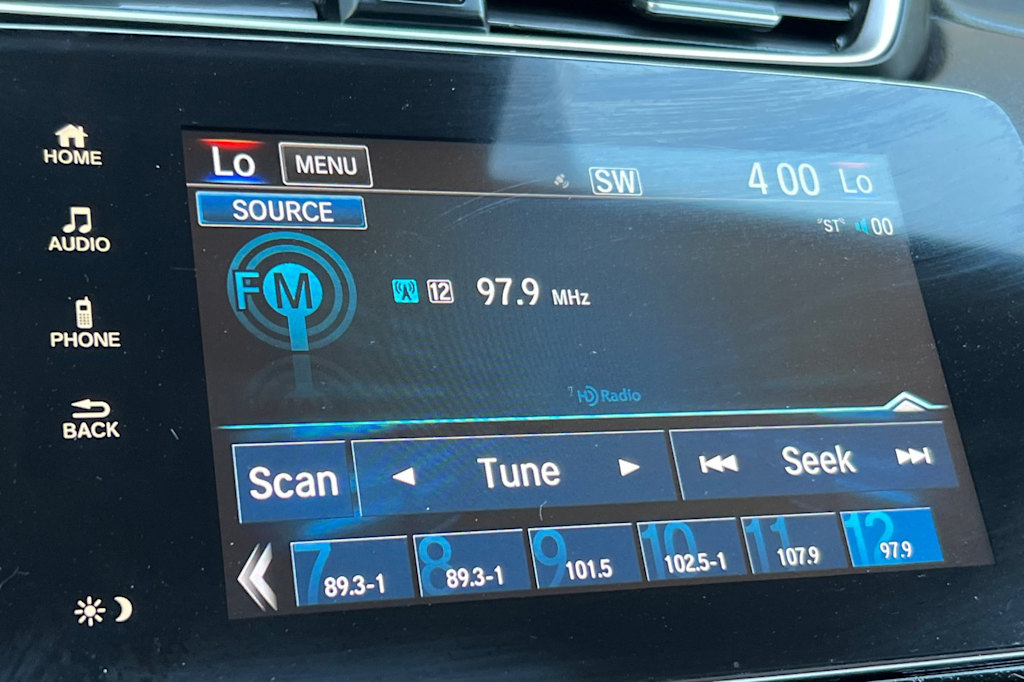 HOME
AUDIO
PHONE
BACK
Lo MENU SW 4 00 Lo
SOURCE "ST" 00
FM 12 97.9 MHz
HD Radio
Scan Tune Seek
7 8 9 10 11 12
89.3-1 89.3-1 101.5 102.5-1 107.9 97.9